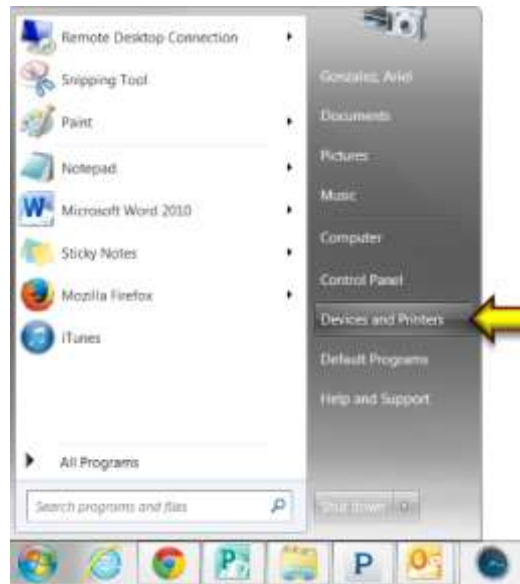 Remote Desktop Connection
Snipping Tool
Paint
Notepad
Microsoft Word 2010
Sticky Notes
Mozilla Firefox
iTunes
All Programs
Search programs and files
Gonzalez, Ariel
Documents
Pictures
Music
Computer
Control Panel
Devices and Printers
Default Programs
Help and Support
Shut down